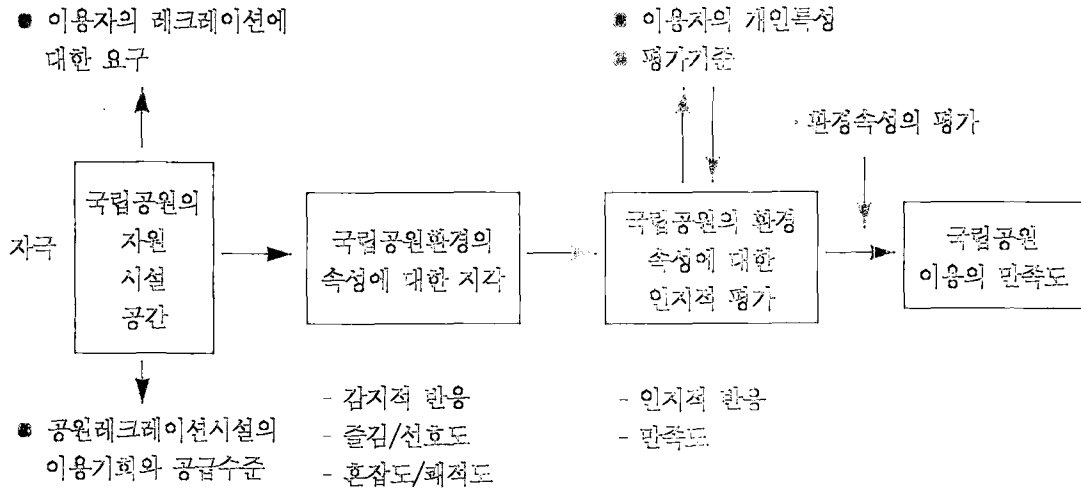 ● 이용자의 레크레이션에
대한 요구
● 이용자의 개인특성
● 평가기준
· 환경속성의 평가
자극
국립공원의
자원
시설
공간
국립공원환경의
속성에 대한 지각
국립공원의 환경
속성에 대한
인지적 평가
국립공원
이용의 만족도
● 공원레크레이션시설의
이용기회와 공급수준
- 감지적 반응
- 즐김/선호도
- 혼잡도/쾌적도
- 인지적 반응
- 만족도